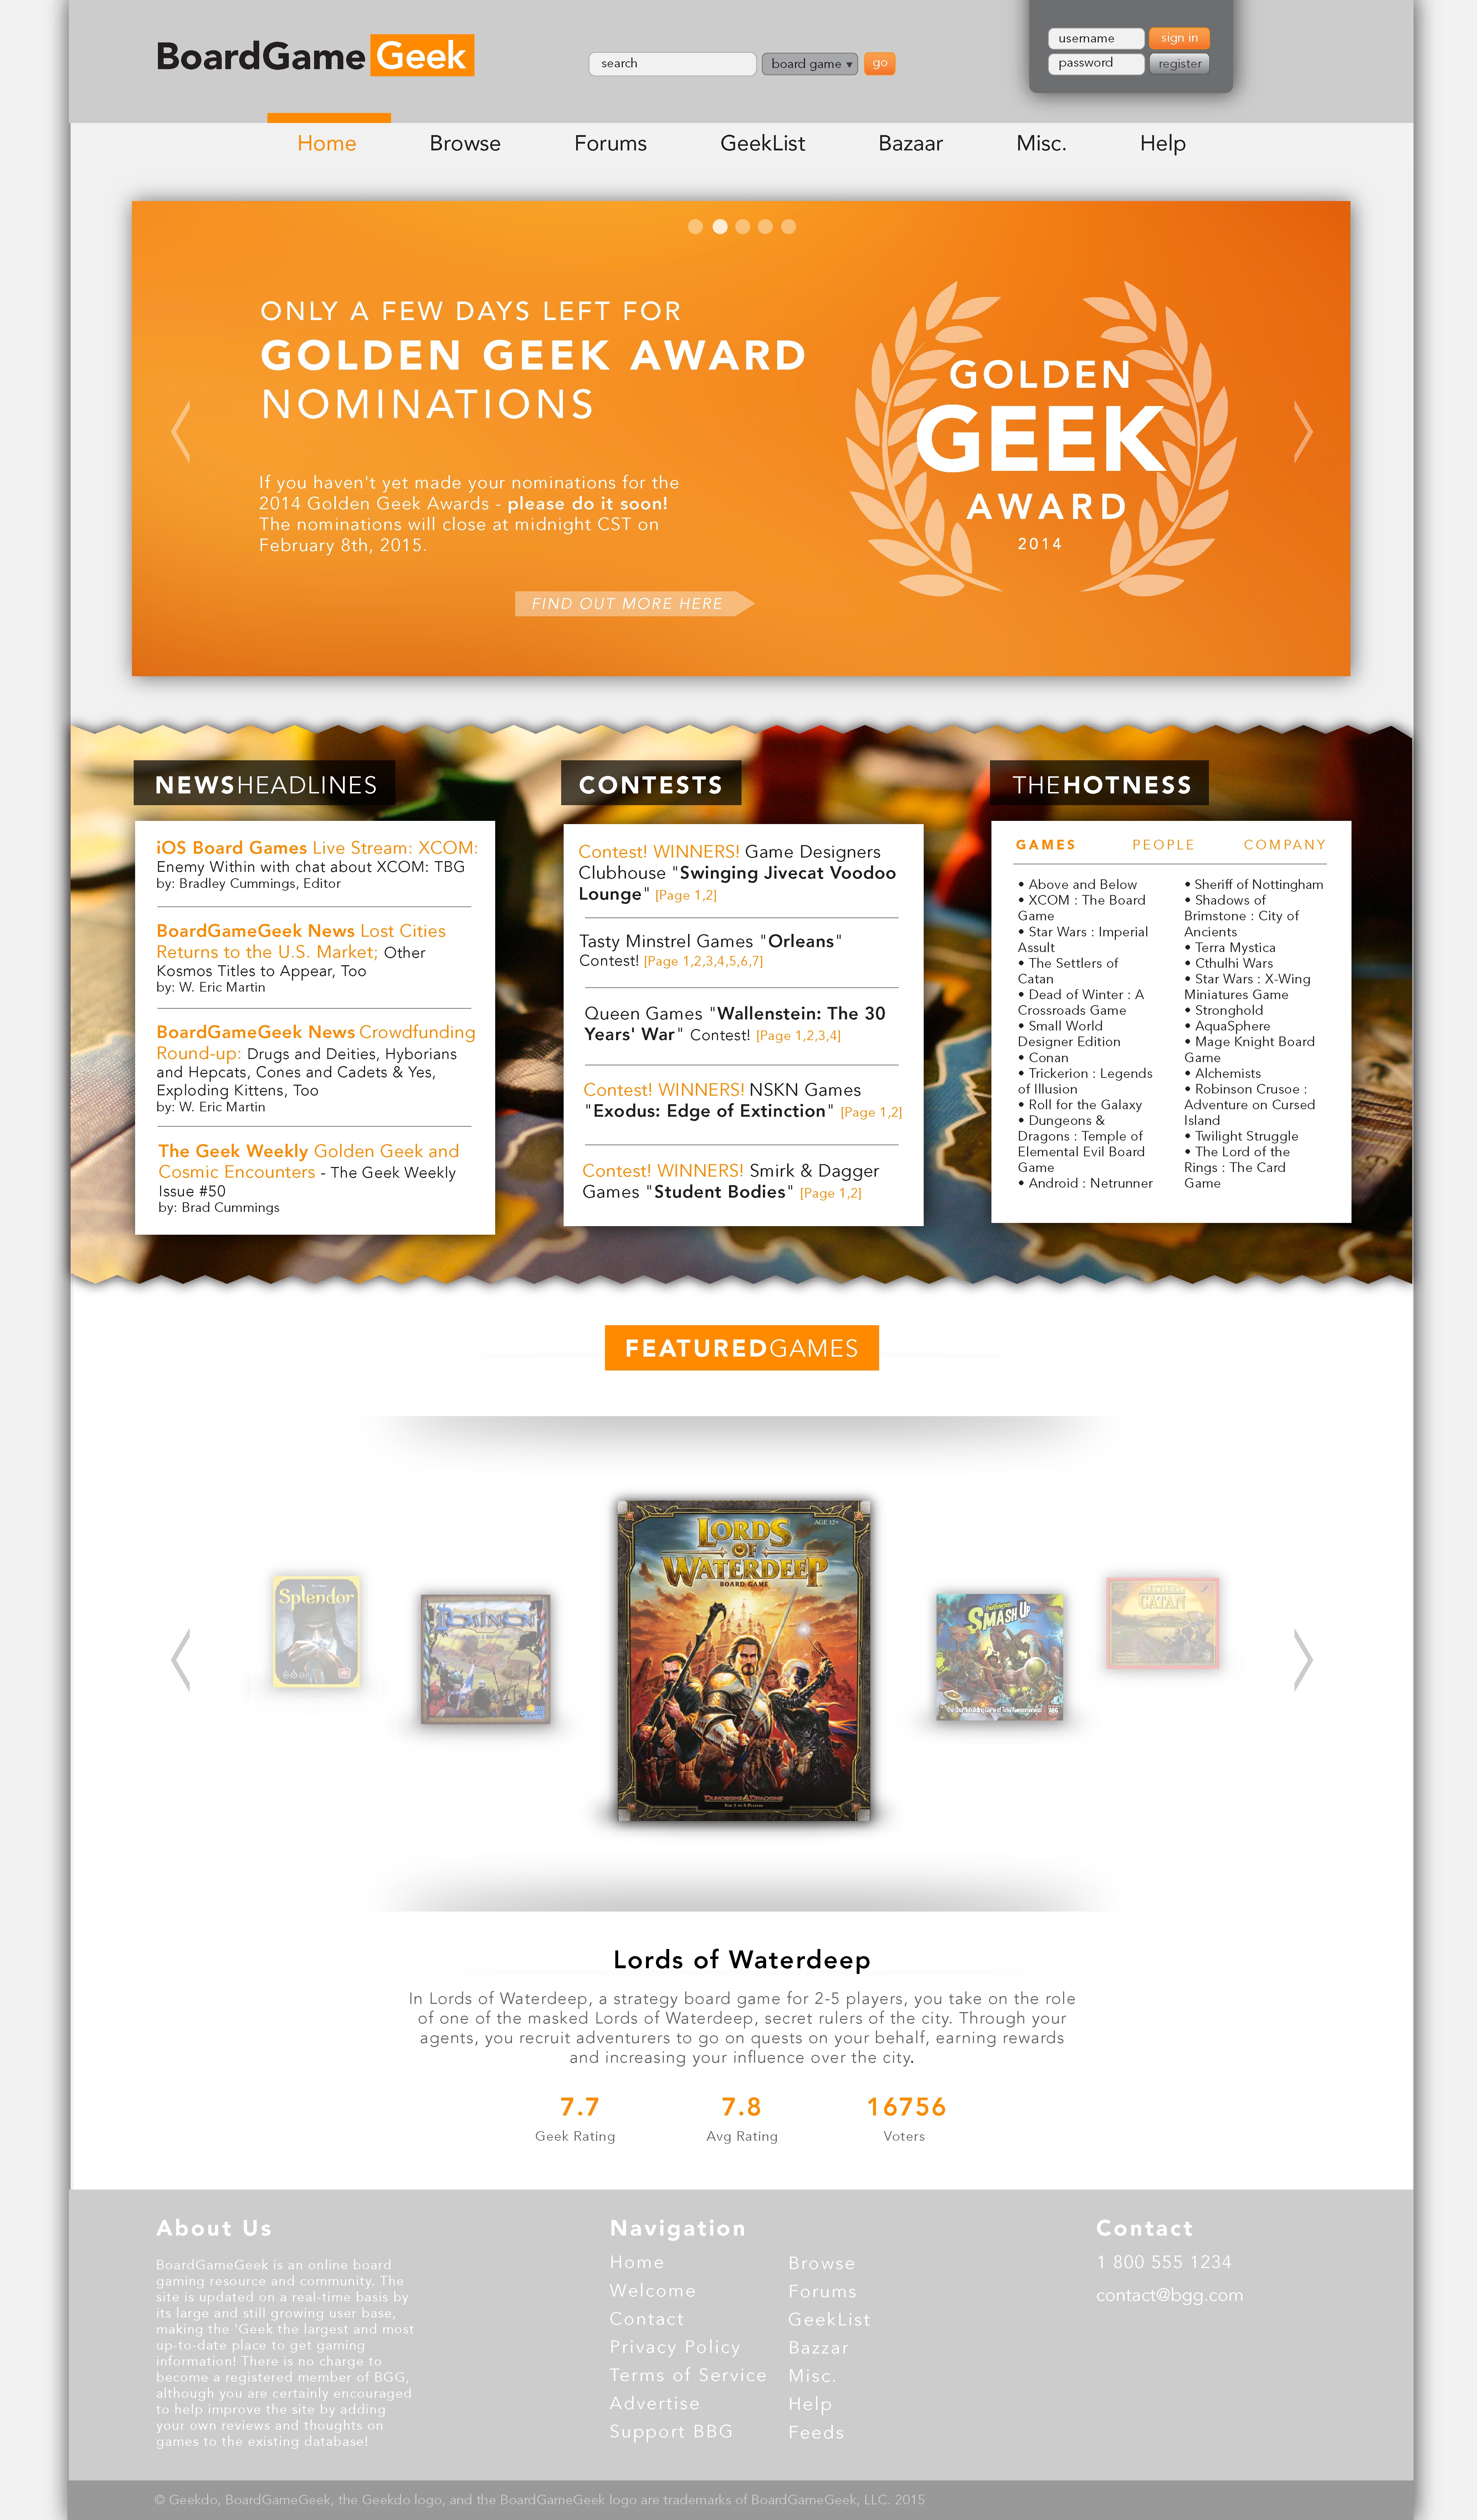 BoardGame Geek
search
board game ▾
go
username
sign in
password
register
Home
Browse
Forums
GeekList
Bazaar
Misc.
Help
ONLY A FEW DAYS LEFT FOR
GOLDEN GEEK AWARD
NOMINATIONS
If you haven't yet made your nominations for the
2014 Golden Geek Awards - please do it soon!
The nominations will close at midnight CST on
February 8th, 2015.
FIND OUT MORE HERE
GOLDEN
GEEK
AWARD
2014
NEWSHEADLINES
iOS Board Games Live Stream: XCOM:
Enemy Within with chat about XCOM: TBG
by: Bradley Cummings, Editor
BoardGameGeek News Lost Cities
Returns to the U.S. Market; Other
Kosmos Titles to Appear, Too
by: W. Eric Martin
BoardGameGeek News Crowdfunding
Round-up: Drugs and Deities, Hyborians
and Hepcats, Cones and Cadets & Yes,
Exploding Kittens, Too
by: W. Eric Martin
The Geek Weekly Golden Geek and
Cosmic Encounters - The Geek Weekly
Issue #50
by: Brad Cummings
CONTESTS
Contest! WINNERS! Game Designers
Clubhouse "Swinging Jivecat Voodoo
Lounge" [Page 1,2]
Tasty Minstrel Games "Orleans"
Contest! [Page 1,2,3,4,5,6,7]
Queen Games "Wallenstein: The 30
Years' War" Contest! [Page 1,2,3,4]
Contest! WINNERS! NSKN Games
"Exodus: Edge of Extinction" [Page 1,2]
Contest! WINNERS! Smirk & Dagger
Games "Student Bodies" [Page 1,2]
THEHOTNESS
GAMES
PEOPLE
COMPANY
• Above and Below
• XCOM : The Board
Game
• Star Wars : Imperial
Assult
• The Settlers of
Catan
• Dead of Winter : A
Crossroads Game
• Small World
Designer Edition
• Conan
• Trickerion : Legends
of Illusion
• Roll for the Galaxy
• Dungeons &
Dragons : Temple of
Elemental Evil Board
Game
• Android : Netrunner
• Sheriff of Nottingham
• Shadows of
Brimstone : City of
Ancients
• Terra Mystica
• Cthulhi Wars
• Star Wars : X-Wing
Miniatures Game
• Stronghold
• AquaSphere
• Mage Knight Board
Game
• Alchemists
• Robinson Crusoe :
Adventure on Cursed
Island
• Twilight Struggle
• The Lord of the
Rings : The Card
Game
FEATUREDGAMES
Splendor
DOMINION
AGE 12+
LORDS
OF
WATERDEEP
BOARD GAME
DUNGEONS & DRAGONS
FOR 2 TO 5 PLAYERS
SMASH UP
CATAN
Lords of Waterdeep
In Lords of Waterdeep, a strategy board game for 2-5 players, you take on the role
of one of the masked Lords of Waterdeep, secret rulers of the city. Through your
agents, you recruit adventurers to go on quests on your behalf, earning rewards
and increasing your influence over the city.
7.7
Geek Rating
7.8
Avg Rating
16756
Voters
About Us
BoardGameGeek is an online board
gaming resource and community. The
site is updated on a real-time basis by
its large and still growing user base,
making the 'Geek the largest and most
up-to-date place to get gaming
information! There is no charge to
become a registered member of BGG,
although you are certainly encouraged
to help improve the site by adding
your own reviews and thoughts on
games to the existing database!
Navigation
Home
Welcome
Contact
Privacy Policy
Terms of Service
Advertise
Support BBG
Browse
Forums
GeekList
Bazzar
Misc.
Help
Feeds
Contact
1 800 555 1234
contact@bgg.com
© Geekdo, BoardGameGeek, the Geekdo logo, and the BoardGameGeek logo are trademarks of BoardGameGeek, LLC. 2015